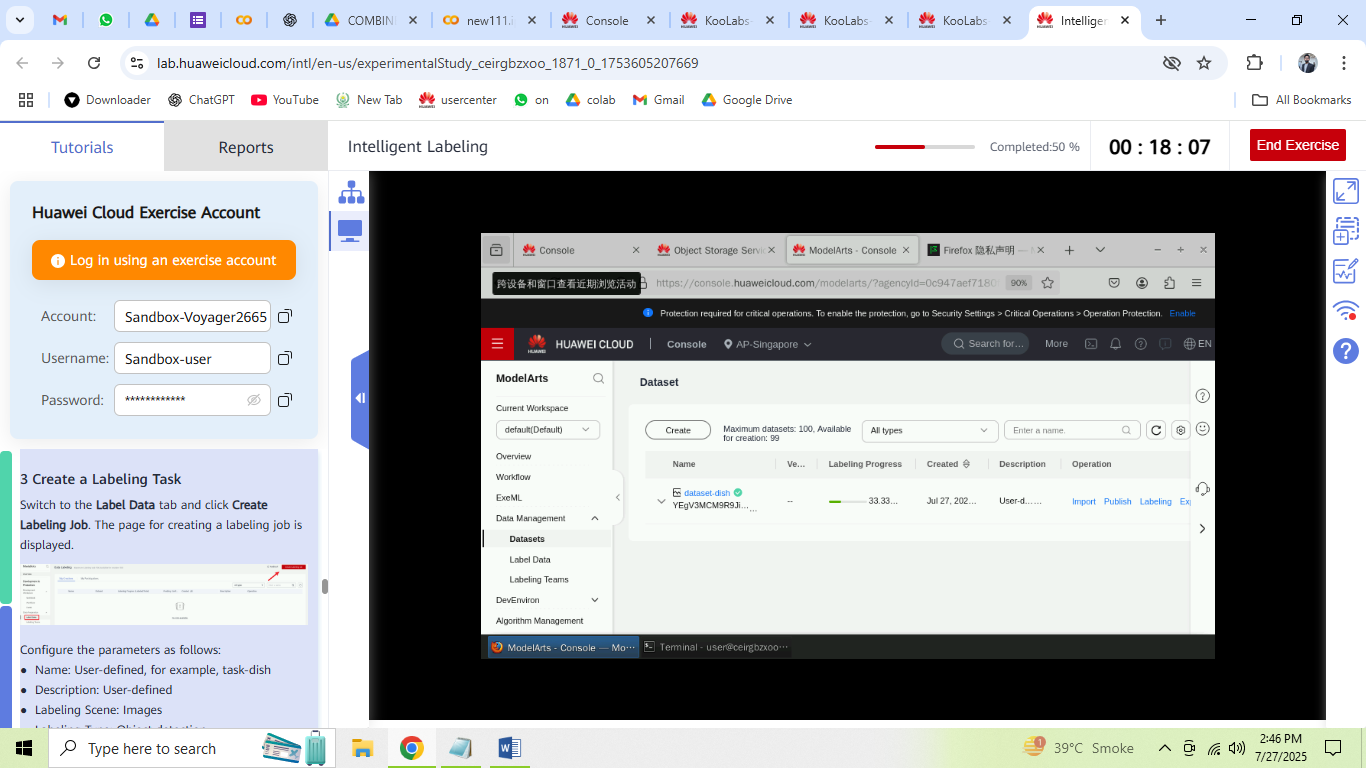 COMBIN
new111.i
Console
KooLabs
KooLabs
KooLabs
Intelliger
lab.huaweicloud.com/intl/en-us/experimentalStudy_ceirgbzxoo_1871_0_1753605207669
Downloader
ChatGPT
YouTube
New Tab
usercenter
on
colab
Gmail
Google Drive
All Bookmarks
Tutorials
Reports
Intelligent Labeling
Completed:50 %
00 : 18 : 07
End Exercise
Huawei Cloud Exercise Account
Log in using an exercise account
Account: Sandbox-Voyager2665
Username: Sandbox-user
Password: ************
3 Create a Labeling Task
Switch to the Label Data tab and click Create
Labeling Job. The page for creating a labeling job is
displayed.
Configure the parameters as follows:
● Name: User-defined, for example, task-dish
● Description: User-defined
● Labeling Scene: Images
Console
Object Storage Servic
ModelArts - Console
Firefox 隐私声明 —
跨设备和窗口查看近期浏览活动
https://console.huaweicloud.com/modelarts/?agencyId=0c947aef7180
90%
Protection required for critical operations. To enable the protection, go to Security Settings > Critical Operations > Operation Protection. Enable
HUAWEI
HUAWEI CLOUD
Console
AP-Singapore
Search for...
More
EN
ModelArts
Current Workspace
default(Default)
Overview
Workflow
ExeML
Data Management
Datasets
Label Data
Labeling Teams
DevEnviron
Algorithm Management
Dataset
Create
Maximum datasets: 100, Available
for creation: 99
All types
Enter a name.
Name Ve... Labeling Progress Created Description Operation
dataset-dish
YEgV3MCM9R9Ji...
--
33.33...
Jul 27, 202...
User-d......
Import Publish Labeling Ex
ModelArts - Console — Mo···
Terminal - user@ceirgbzxoo···
Type here to search
1
39°C Smoke
2:46 PM
7/27/2025